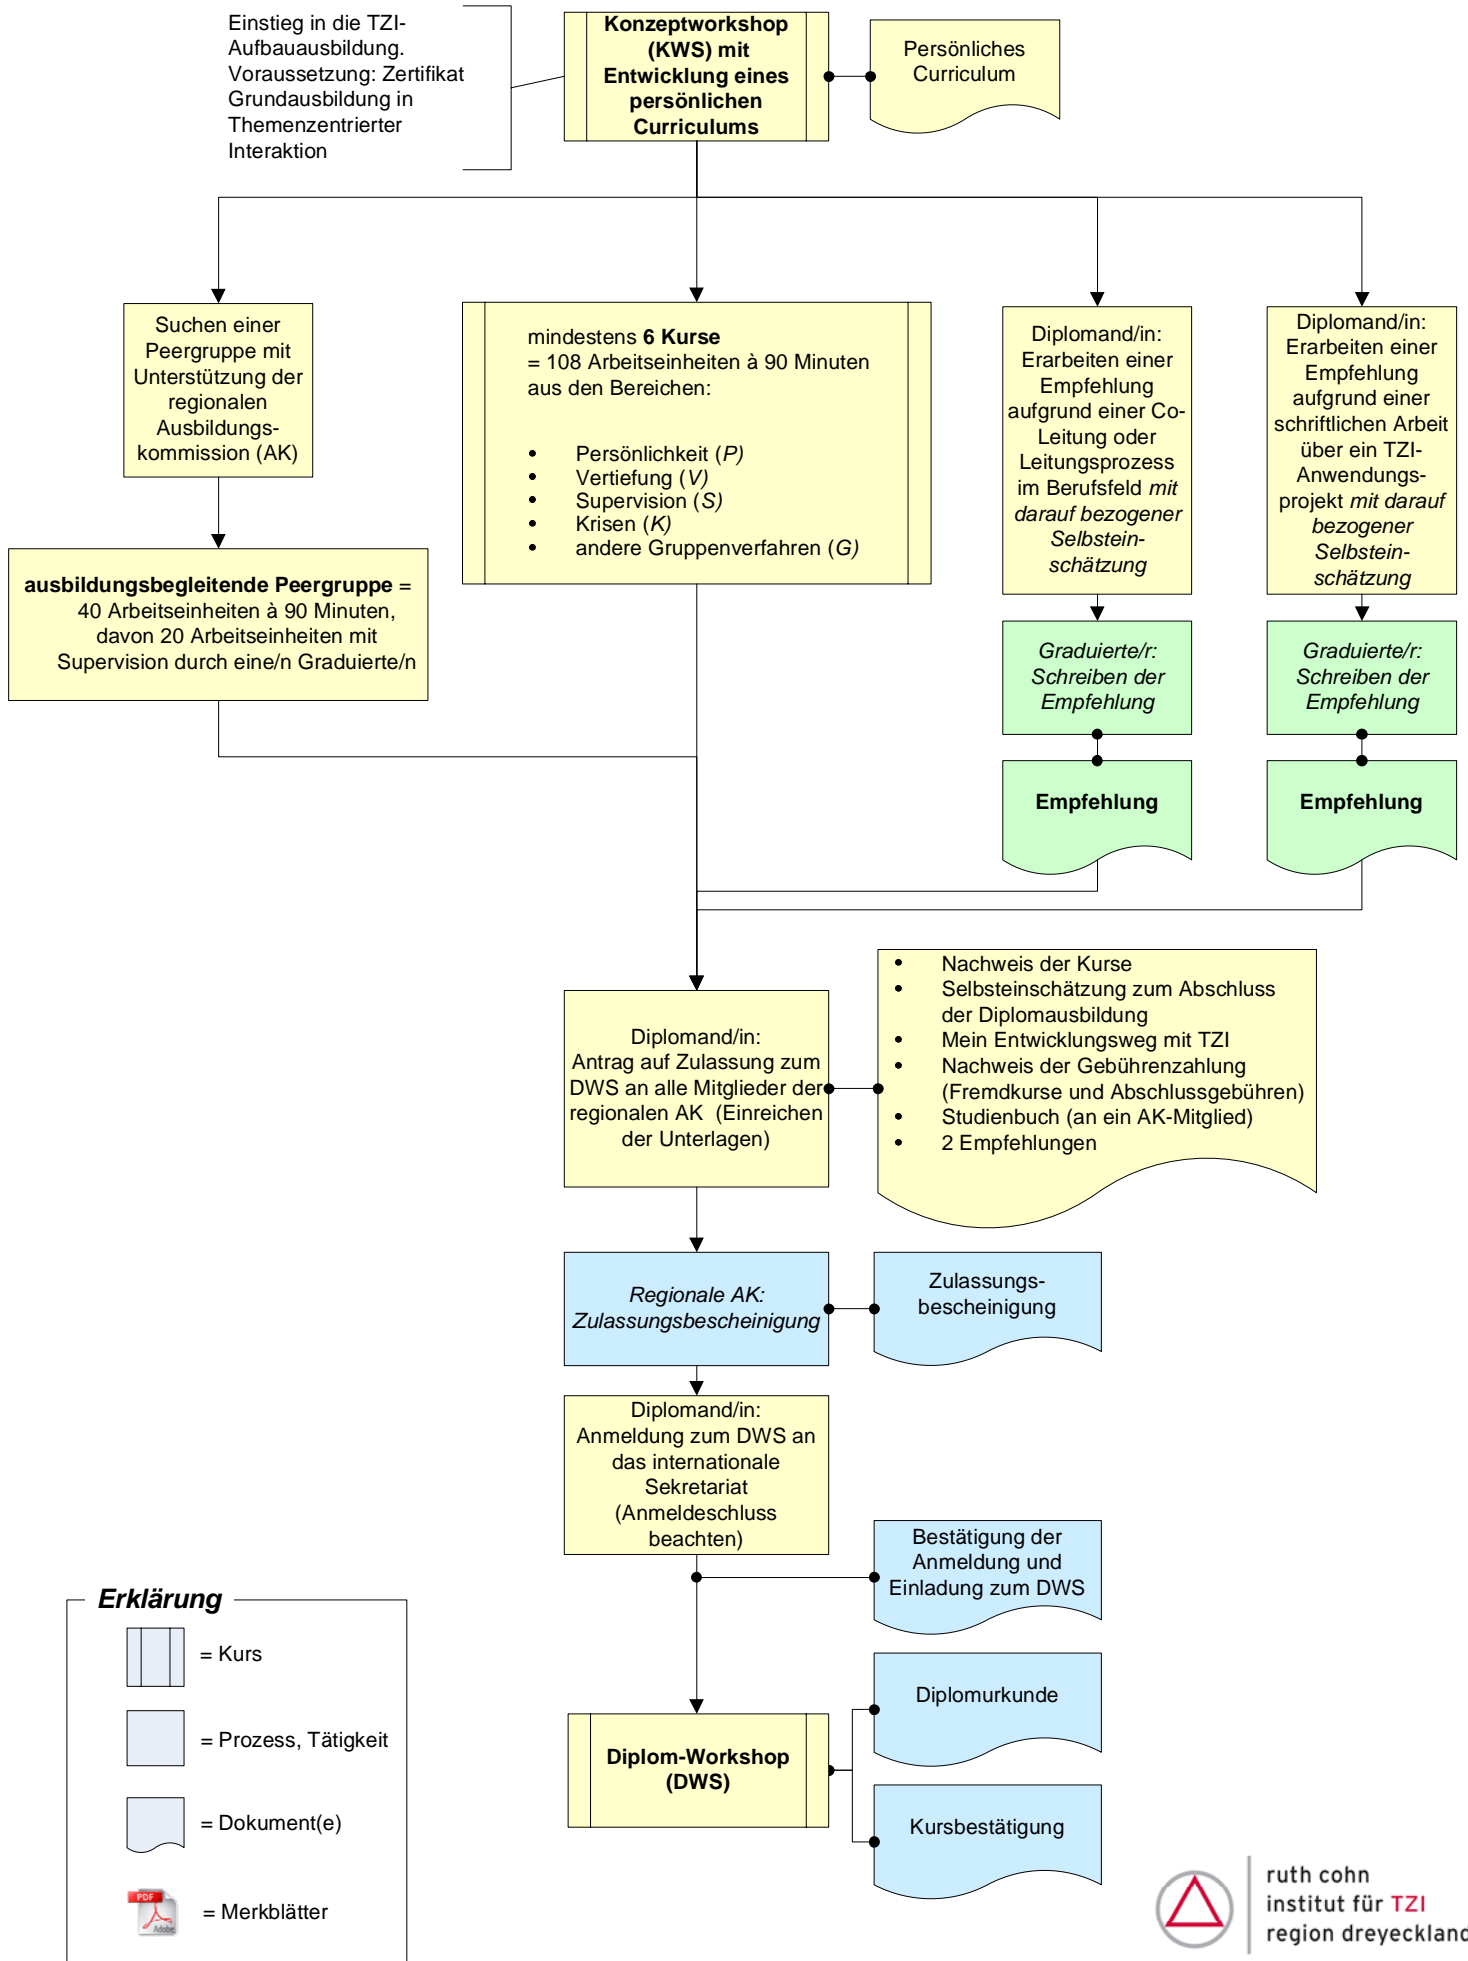 Einstieg in die TZI-
Aufbauausbildung.
Voraussetzung: Zertifikat
Grundausbildung in
Themenzentrierter
Interaktion
Konzeptworkshop
(KWS) mit
Entwicklung eines
persönlichen
Curriculums
Persönliches
Curriculum
Suchen einer
Peergruppe mit
Unterstützung der
regionalen
Ausbildungs-
kommission (AK)
mindestens 6 Kurse
= 108 Arbeitseinheiten à 90 Minuten
aus den Bereichen:
• Persönlichkeit (P)
• Vertiefung (V)
• Supervision (S)
• Krisen (K)
• andere Gruppenverfahren (G)
Diplomand/in:
Erarbeiten einer
Empfehlung
aufgrund einer Co-
Leitung oder
Leitungsprozess
im Berufsfeld mit
darauf bezogener
Selbstein-
schätzung
Diplomand/in:
Erarbeiten einer
Empfehlung
aufgrund einer
schriftlichen Arbeit
über ein TZI-
Anwendungs-
projekt mit darauf
bezogener
Selbstein-
schätzung
ausbildungsbegleitende Peergruppe =
40 Arbeitseinheiten à 90 Minuten,
davon 20 Arbeitseinheiten mit
Supervision durch eine/n Graduierte/n
Graduierte/r:
Schreiben der
Empfehlung
Graduierte/r:
Schreiben der
Empfehlung
Empfehlung
Empfehlung
Diplomand/in:
Antrag auf Zulassung zum
DWS an alle Mitglieder der
regionalen AK (Einreichen
der Unterlagen)
• Nachweis der Kurse
• Selbsteinschätzung zum Abschluss
der Diplomausbildung
• Mein Entwicklungsweg mit TZI
• Nachweis der Gebührenzahlung
(Fremdkurse und Abschlussgebühren)
• Studienbuch (an ein AK-Mitglied)
• 2 Empfehlungen
Regionale AK:
Zulassungsbescheinigung
Zulassungs-
bescheinigung
Diplomand/in:
Anmeldung zum DWS an
das internationale
Sekretariat
(Anmeldeschluss
beachten)
Bestätigung der
Anmeldung und
Einladung zum DWS
Diplom-Workshop
(DWS)
Diplomurkunde
Kursbestätigung
Erklärung
= Kurs
= Prozess, Tätigkeit
= Dokument(e)
PDF
Adobe
= Merkblätter
ruth cohn
institut für TZI
region dreyeckland